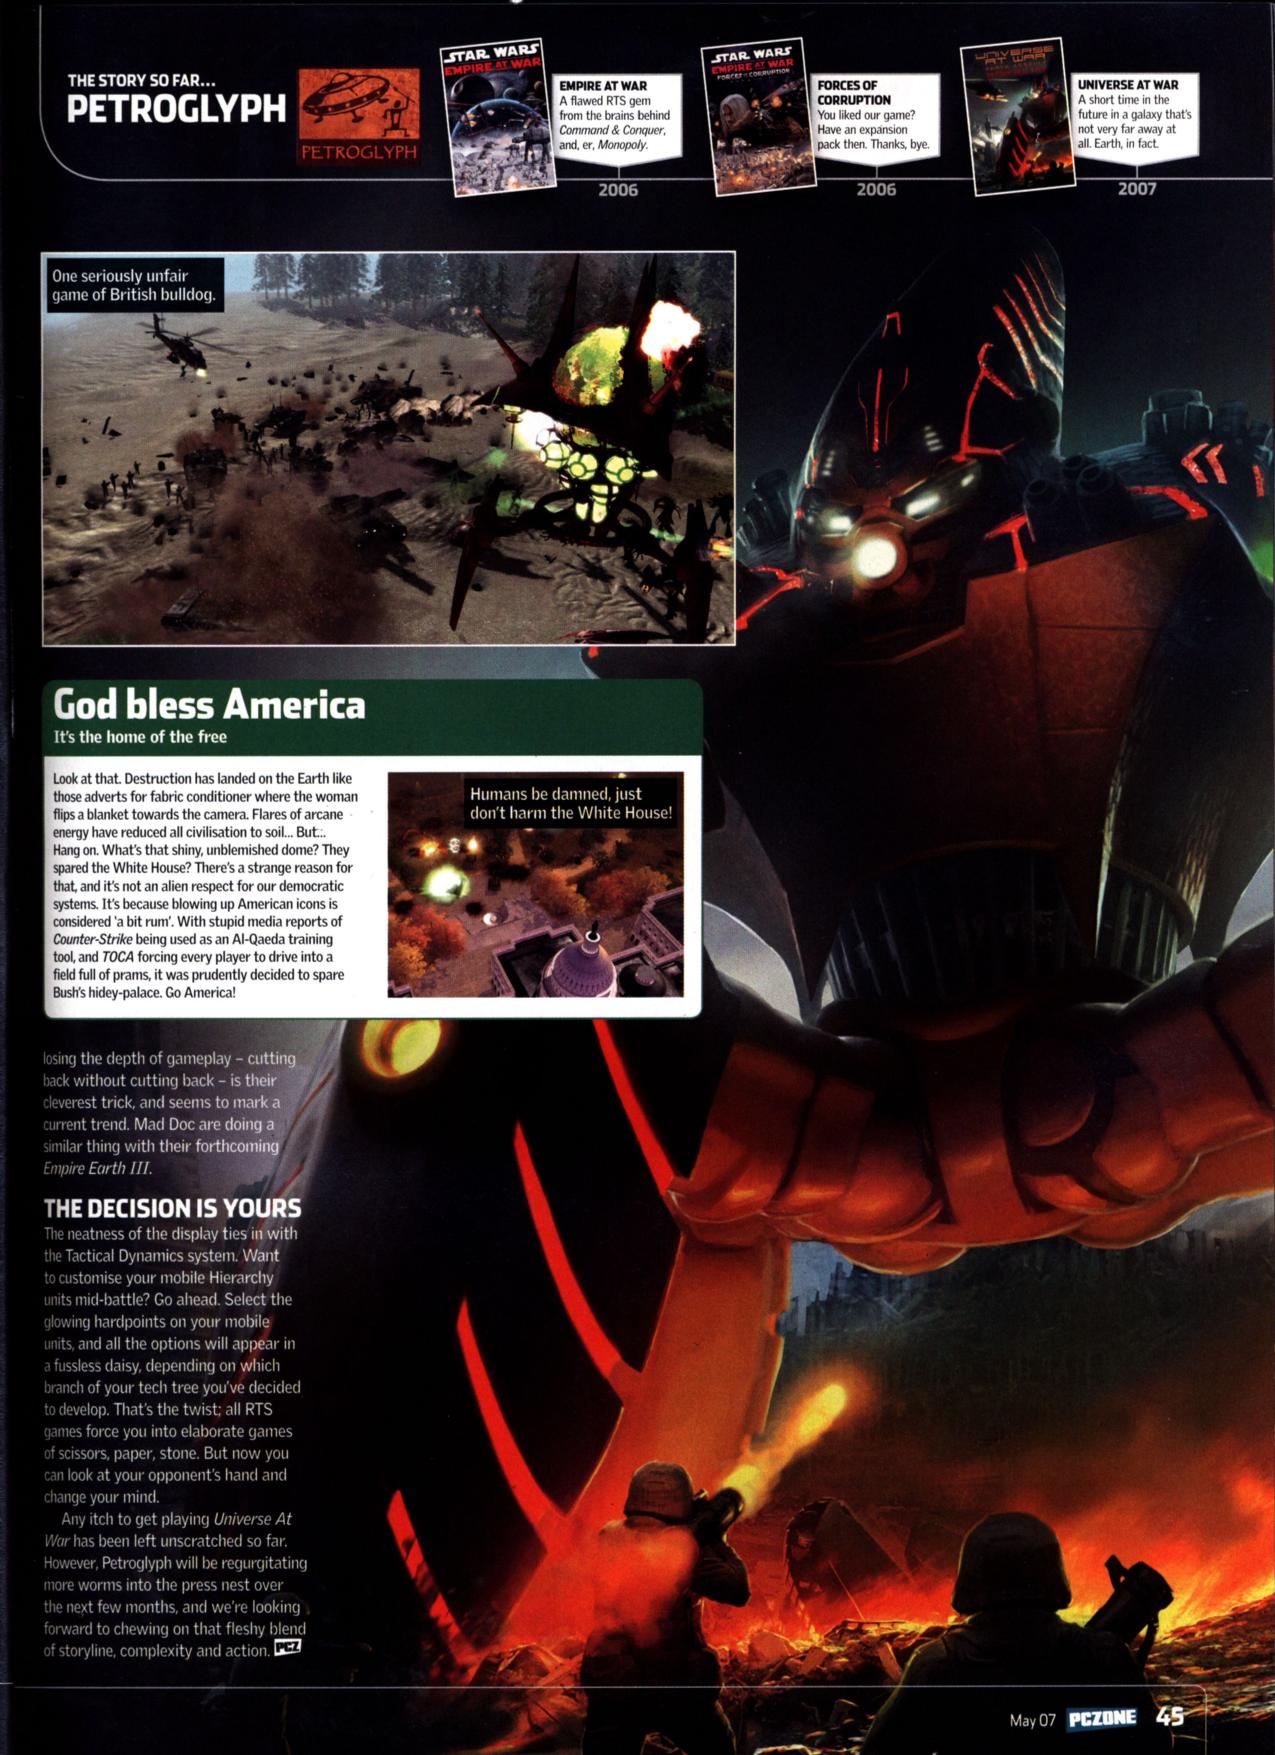 THE STORY SO FAR...
PETROGLYPH
PETROGLYPH
STAR WARS
EMPIRE AT WAR
EMPIRE AT WAR
A flawed RTS gem
from the brains behind
Command & Conquer,
and, er, Monopoly.
2006
STAR WARS
EMPIRE AT WAR
FORCES OF CORRUPTION
FORCES OF
CORRUPTION
You liked our game?
Have an expansion
pack then. Thanks, bye.
2006
UNIVERSE
AT WAR
UNIVERSE AT WAR
A short time in the
future in a galaxy that's
not very far away at
all. Earth, in fact.
2007
One seriously unfair
game of British bulldog.
God bless America
It's the home of the free
Look at that. Destruction has landed on the Earth like
those adverts for fabric conditioner where the woman
flips a blanket towards the camera. Flares of arcane
energy have reduced all civilisation to soil... But...
Hang on. What's that shiny, unblemished dome? They
spared the White House? There's a strange reason for
that, and it's not an alien respect for our democratic
systems. It's because blowing up American icons is
considered 'a bit rum'. With stupid media reports of
Counter-Strike being used as an Al-Qaeda training
tool, and TOCA forcing every player to drive into a
field full of prams, it was prudently decided to spare
Bush's hidey-palace. Go America!
Humans be damned, just
don't harm the White House!
losing the depth of gameplay – cutting
back without cutting back – is their
cleverest trick, and seems to mark a
current trend. Mad Doc are doing a
similar thing with their forthcoming
Empire Earth III.
THE DECISION IS YOURS
The neatness of the display ties in with
the Tactical Dynamics system. Want
to customise your mobile Hierarchy
units mid-battle? Go ahead. Select the
glowing hardpoints on your mobile
units, and all the options will appear in
a fussless daisy, depending on which
branch of your tech tree you've decided
to develop. That's the twist; all RTS
games force you into elaborate games
of scissors, paper, stone. But now you
can look at your opponent's hand and
change your mind.
Any itch to get playing Universe At
War has been left unscratched so far.
However, Petroglyph will be regurgitating
more worms into the press nest over
the next few months, and we're looking
forward to chewing on that fleshy blend
of storyline, complexity and action. PCZ
May 07 PCZONE 45